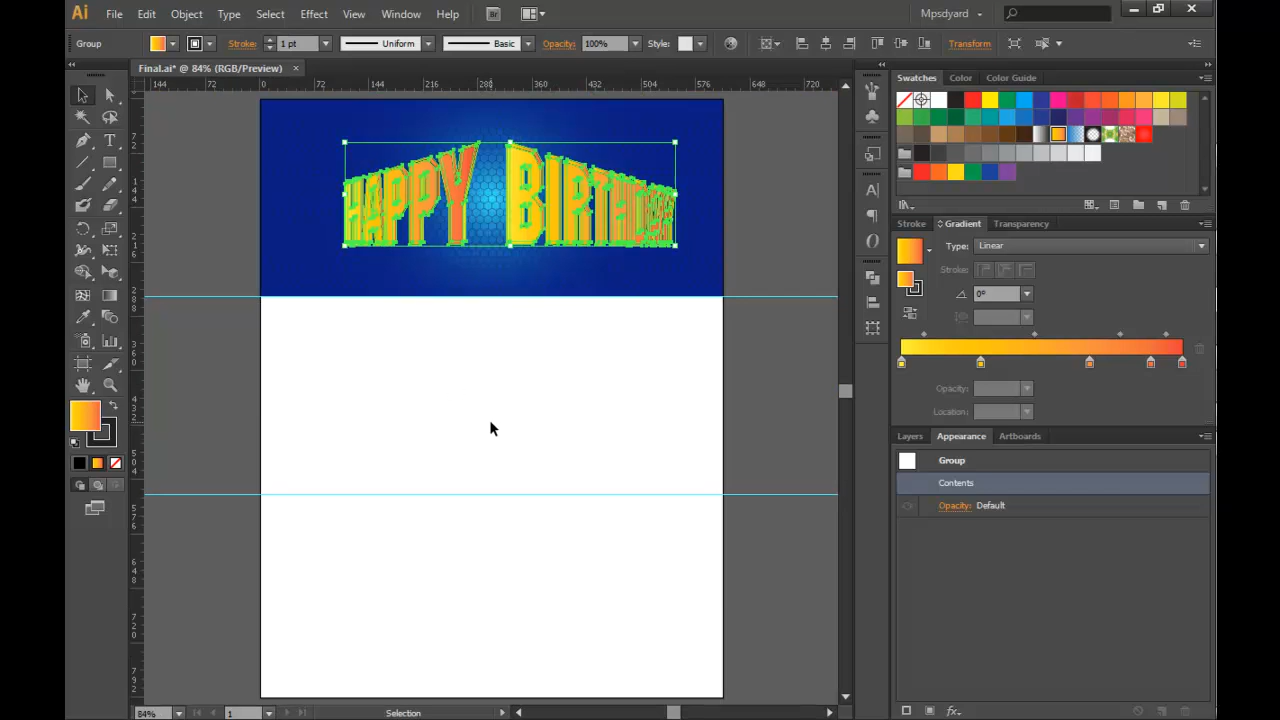 Ai File Edit Object Type Select Effect View Window Help Br Mpsdyard
Group Stroke: 1 pt Uniform Basic Opacity: 100% Style: Transform
Final.ai* @ 84% (RGB/Preview) ×
144 72 0 72 144 216 288 360 432 504 576 648 720
HAPPY BIRTHDAY
Swatches Color Color Guide
Stroke Gradient Transparency
Type: Linear
Stroke:
0°
Opacity:
Location:
Layers Appearance Artboards
Group
Contents
Opacity: Default
fx
84% 1 Selection